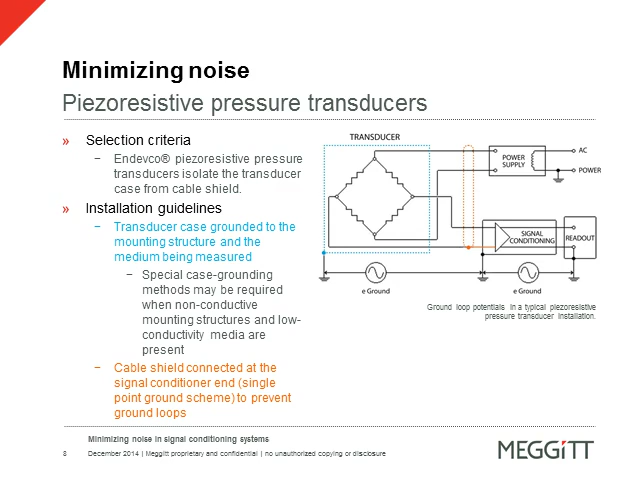 Minimizing noise
Piezoresistive pressure transducers
» Selection criteria
− Endevco® piezoresistive pressure
transducers isolate the transducer
case from cable shield.
» Installation guidelines
− Transducer case grounded to the
mounting structure and the
medium being measured
− Special case-grounding
methods may be required
when non-conductive
mounting structures and low-
conductivity media are
present
− Cable shield connected at the
signal conditioner end (single
point ground scheme) to prevent
ground loops
TRANSDUCER
POWER
SUPPLY
AC
POWER
SIGNAL
CONDITIONING
READOUT
e Ground
e Ground
Ground loop potentials in a typical piezoresistive
pressure transducer installation.
Minimizing noise in signal conditioning systems
8 December 2014 | Meggitt proprietary and confidential | no unauthorized copying or disclosure
MEGGiTT